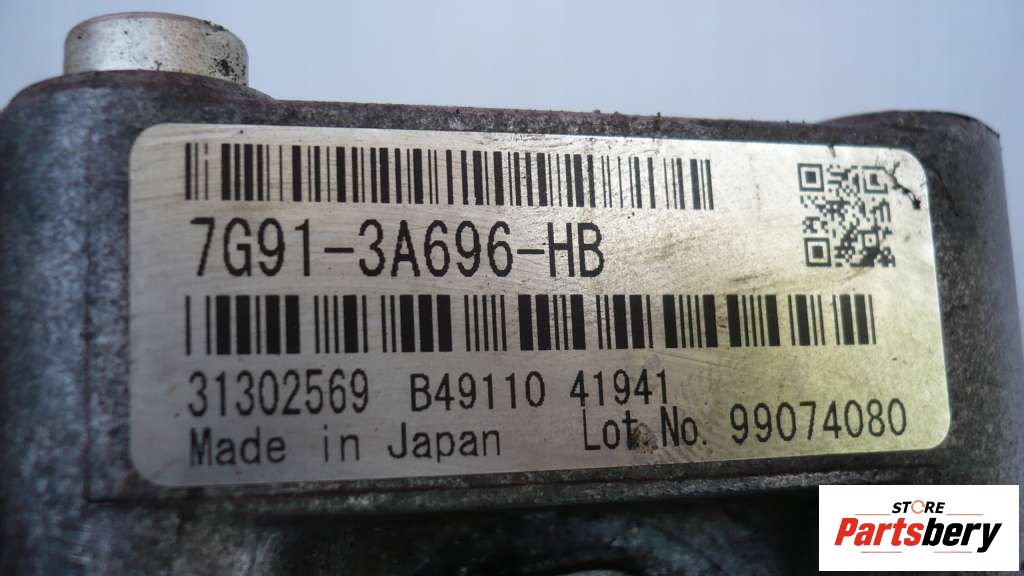 7G91-3A696-HB
31302569 B49110 41941
Made in Japan Lot No. 99074080
STORE
Partsbery